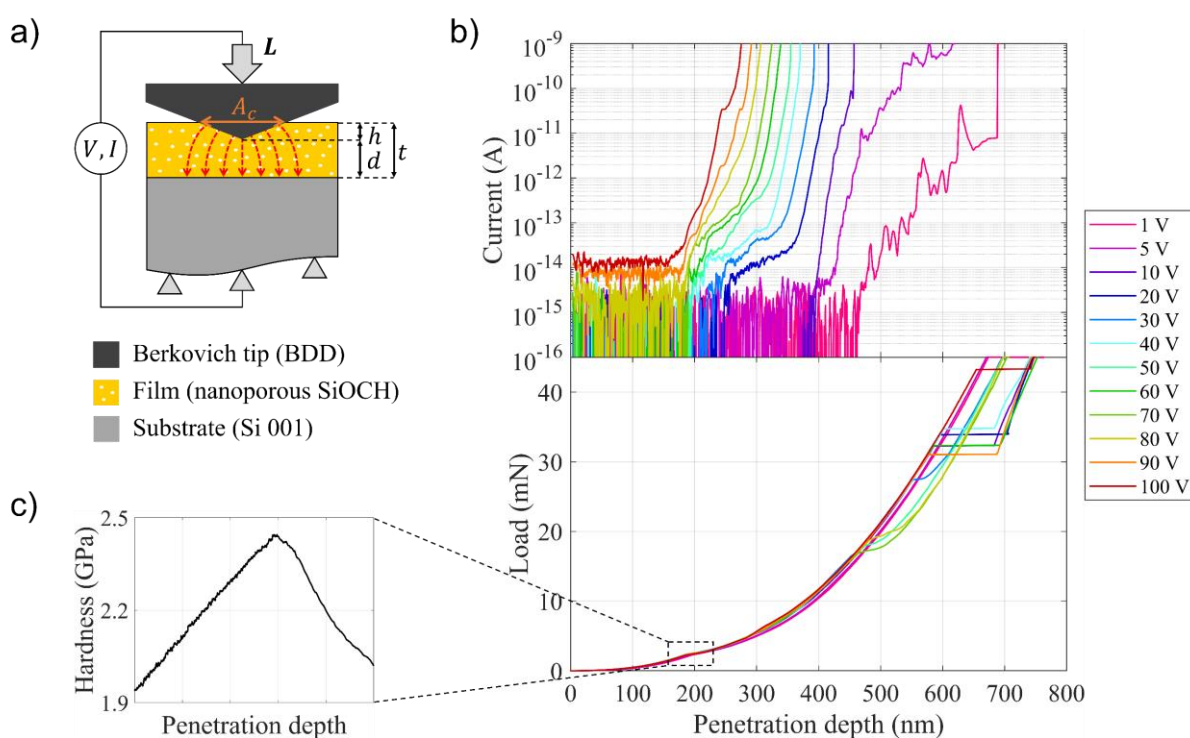 a)
L
A_c
h
V, I
d
t
Berkovich tip (BDD)
Film (nanoporous SiOCH)
Substrate (Si 001)
b)
10^-9
10^-10
10^-11
10^-12
10^-13
10^-14
10^-15
10^-16
Current (A)
40
30
20
10
0
Load (mN)
0 100 200 300 400 500 600 700 800
Penetration depth (nm)
1 V
5 V
10 V
20 V
30 V
40 V
50 V
60 V
70 V
80 V
90 V
100 V
c)
2.5
2.2
1.9
Hardness (GPa)
Penetration depth